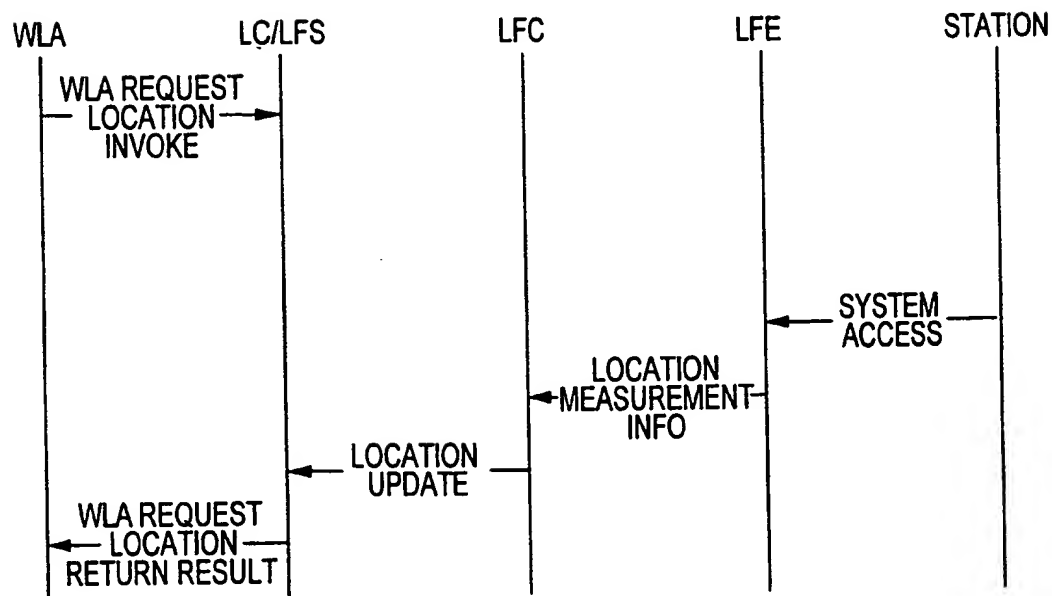 WLA LC/LFS LFC LFE STATION
WLA REQUEST
LOCATION
INVOKE
SYSTEM
ACCESS
LOCATION
MEASUREMENT
INFO
LOCATION
UPDATE
WLA REQUEST
LOCATION
RETURN RESULT